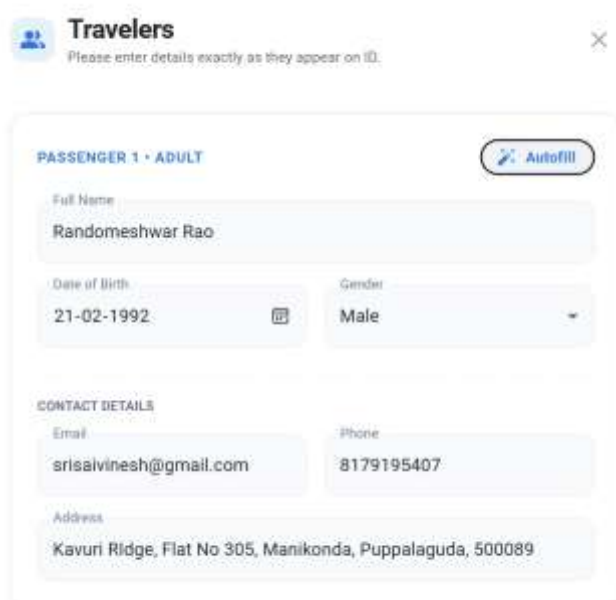 Travelers
Please enter details exactly as they appear on ID.
PASSENGER 1 • ADULT
Autofill
Full Name
Randomeshwar Rao
Date of Birth
Gender
21-02-1992
Male
CONTACT DETAILS
Email
Phone
srisaivinesh@gmail.com
8179195407
Address
Kavuri RIdge, Flat No 305, Manikonda, Puppalaguda, 500089